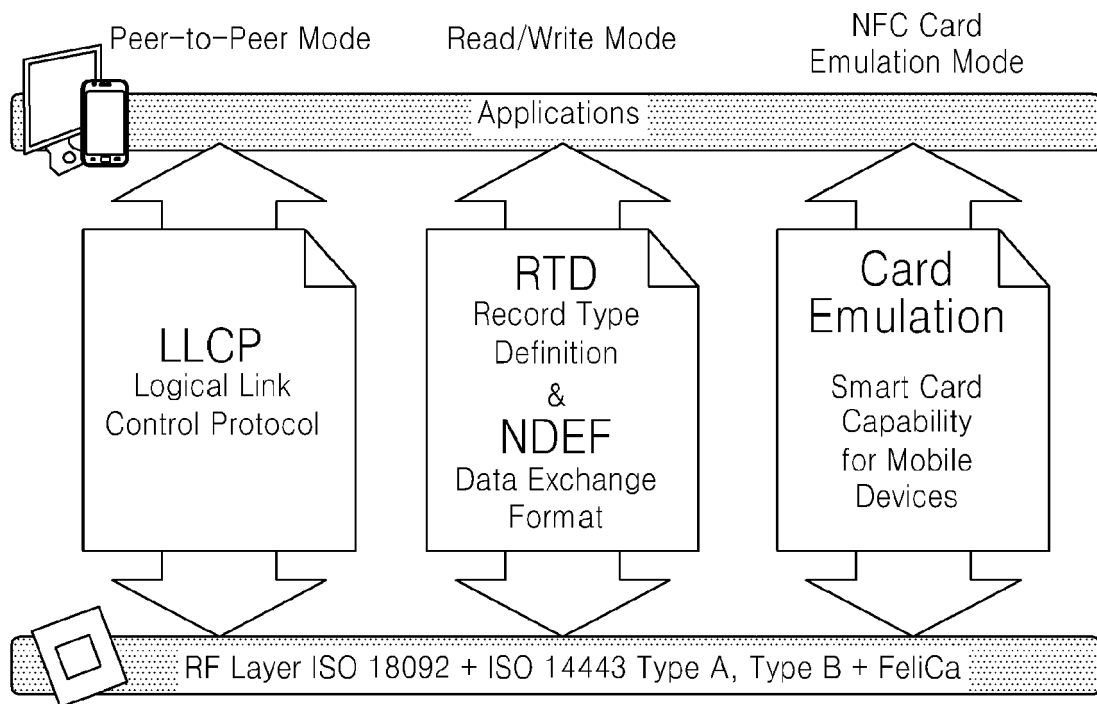 Peer-to-Peer Mode
Read/Write Mode
NFC Card
Emulation Mode
Applications
LLCP
Logical Link
Control Protocol
RTD
Record Type
Definition
&
NDEF
Data Exchange
Format
Card
Emulation
Smart Card
Capability
for Mobile
Devices
RF Layer ISO 18092 + ISO 14443 Type A, Type B + FeliCa